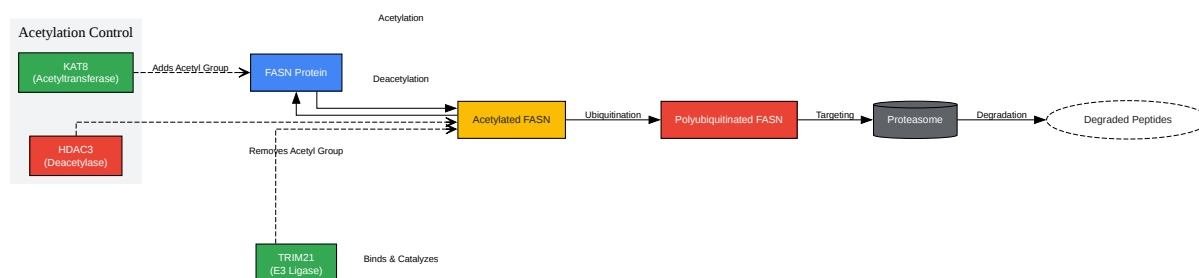 Acetylation
Acetylation Control
KAT8
(Acetyltransferase)
Adds Acetyl Group
FASN Protein
Deacetylation
Acetylated FASN
Ubiquitination
Polyubiquitinated FASN
Targeting
Proteasome
Degradation
Degraded Peptides
HDAC3
(Deacetylase)
Removes Acetyl Group
TRIM21
(E3 Ligase)
Binds & Catalyzes